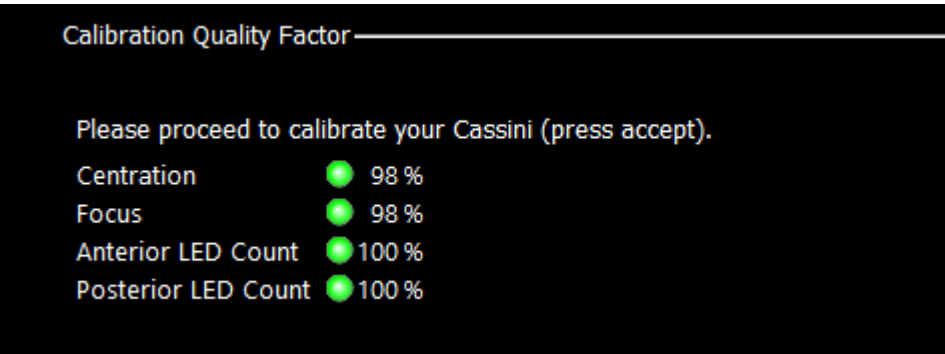 Calibration Quality Factor
Please proceed to calibrate your Cassini (press accept).
Centration 98 %
Focus 98 %
Anterior LED Count 100 %
Posterior LED Count 100 %